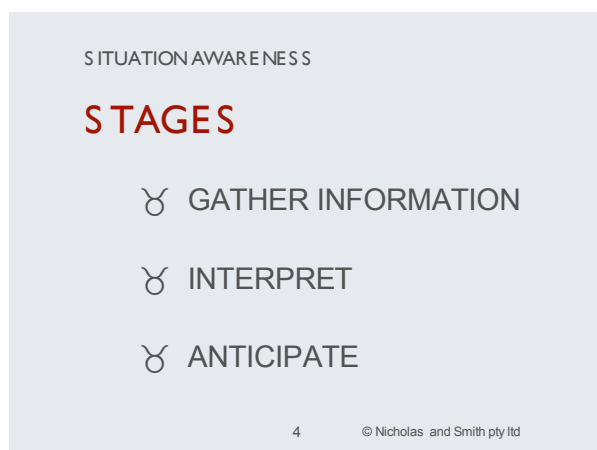 SITUATION AWARENESS
STAGES
♉ GATHER INFORMATION
♉ INTERPRET
♉ ANTICIPATE
4 © Nicholas and Smith pty ltd